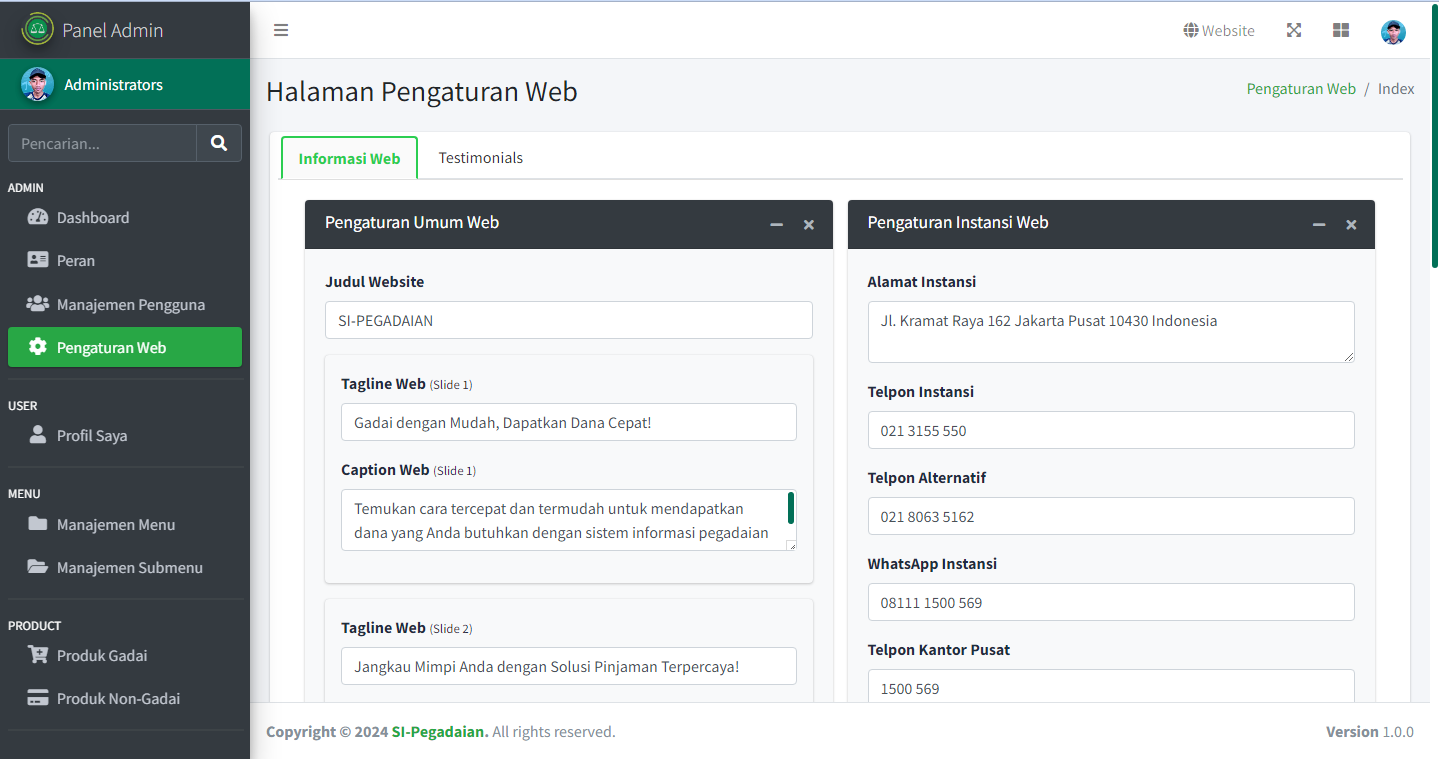 Panel Admin
Website
Administrators
Halaman Pengaturan Web
Pengaturan Web / Index
Pencarian...
Informasi Web
Testimonials
ADMIN
Dashboard
Peran
Manajemen Pengguna
Pengaturan Web
USER
Profil Saya
MENU
Manajemen Menu
Manajemen Submenu
PRODUCT
Produk Gadai
Produk Non-Gadai
Pengaturan Umum Web
Judul Website
SI-PEGADAIAN
Tagline Web (Slide 1)
Gadai dengan Mudah, Dapatkan Dana Cepat!
Caption Web (Slide 1)
Temukan cara tercepat dan termudah untuk mendapatkan
dana yang Anda butuhkan dengan sistem informasi pegadaian
Tagline Web (Slide 2)
Jangkau Mimpi Anda dengan Solusi Pinjaman Terpercaya!
Pengaturan Instansi Web
Alamat Instansi
Jl. Kramat Raya 162 Jakarta Pusat 10430 Indonesia
Telpon Instansi
021 3155 550
Telpon Alternatif
021 8063 5162
WhatsApp Instansi
08111 1500 569
Telpon Kantor Pusat
1500 569
Copyright © 2024 SI-Pegadaian. All rights reserved.
Version 1.0.0